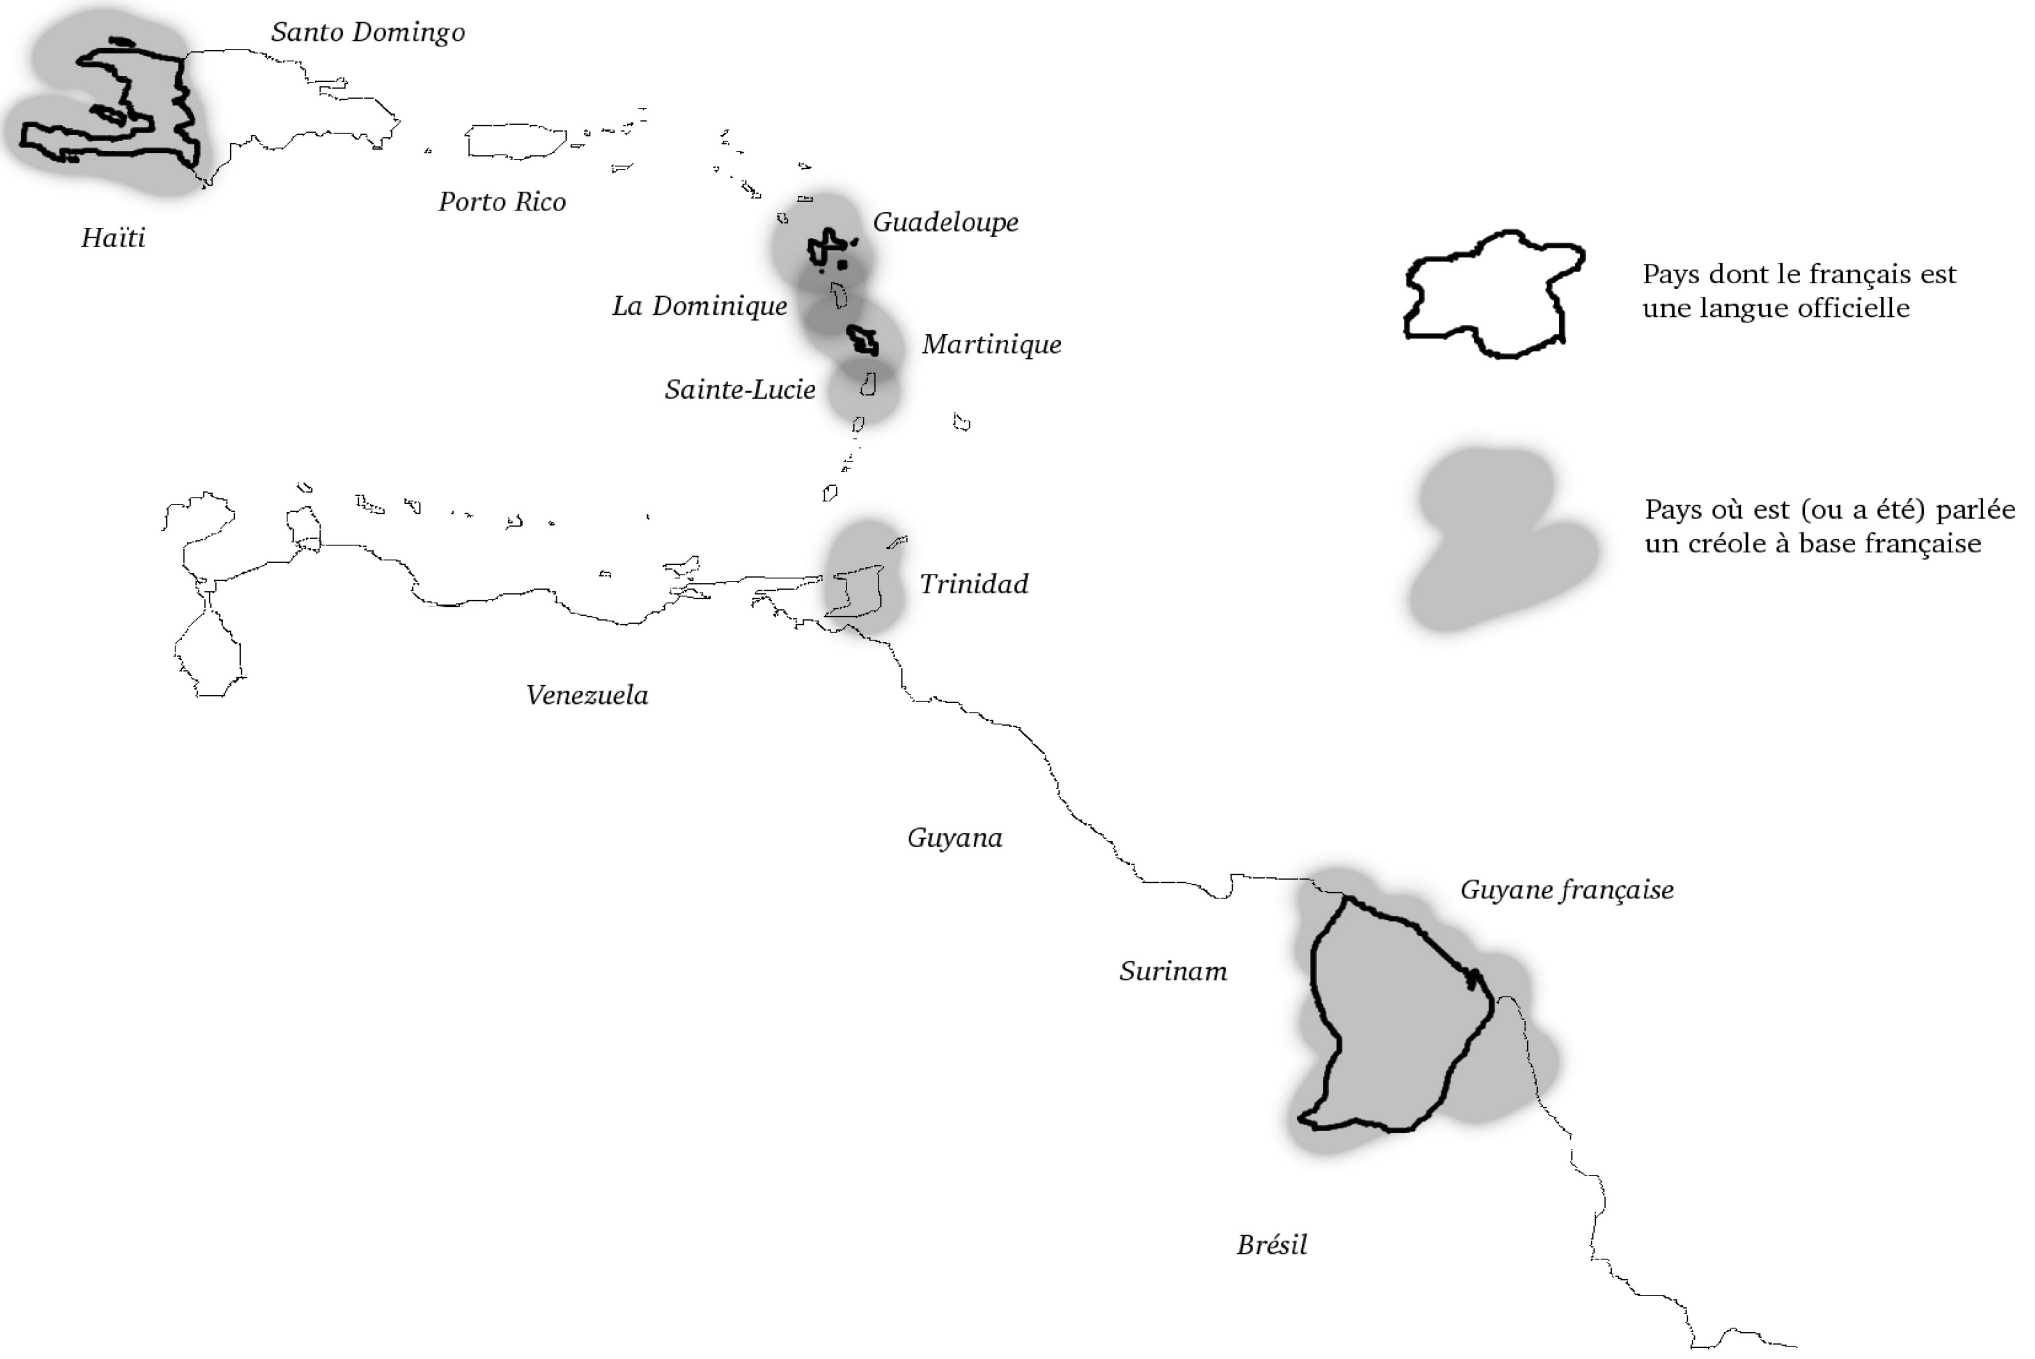 Santo Domingo
Porto Rico
Haïti
Guadeloupe
La Dominique
Martinique
Sainte-Lucie
Pays dont le français est
une langue officielle
Pays où est (ou a été) parlée
un créole à base française
Trinidad
Venezuela
Guyana
Guyane française
Surinam
Brésil